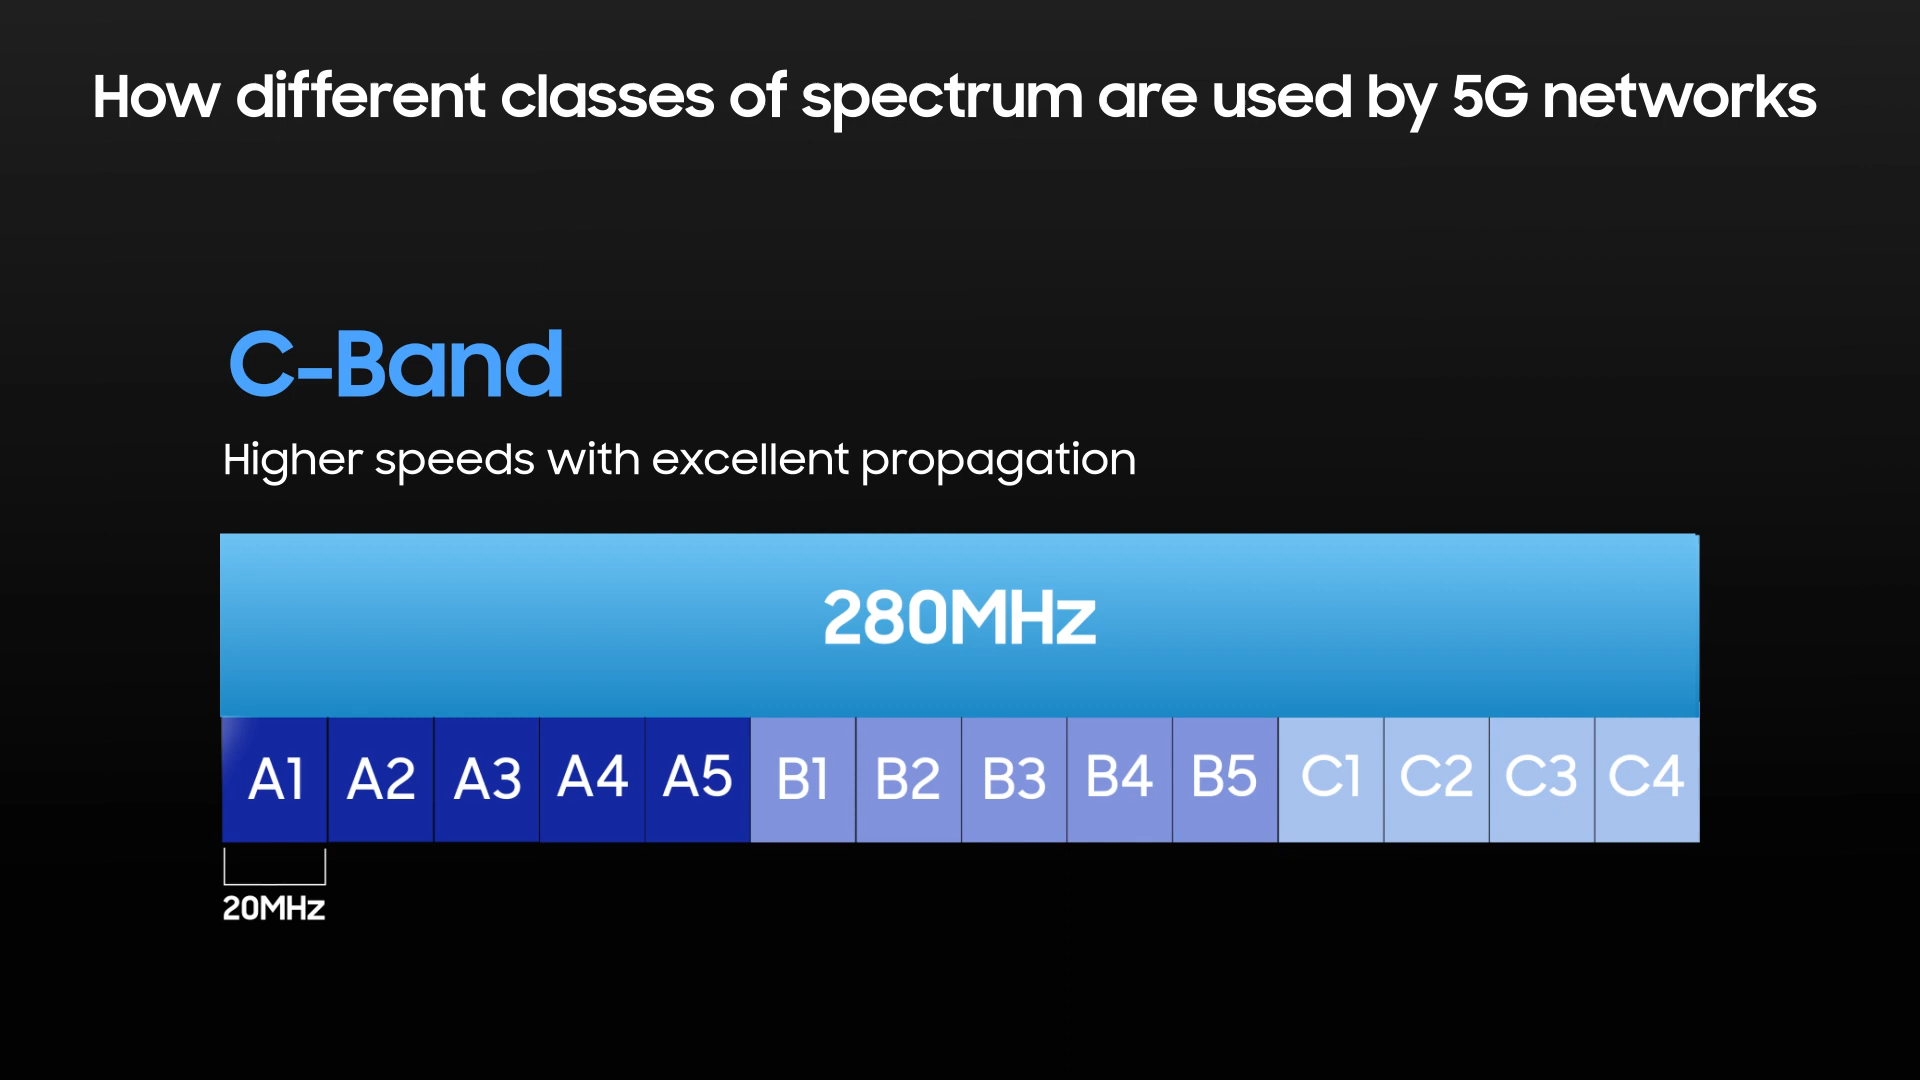 How different classes of spectrum are used by 5G networks
C-Band
Higher speeds with excellent propagation
280MHz
A1 A2 A3 A4 A5 B1 B2 B3 B4 B5 C1 C2 C3 C4
20MHz